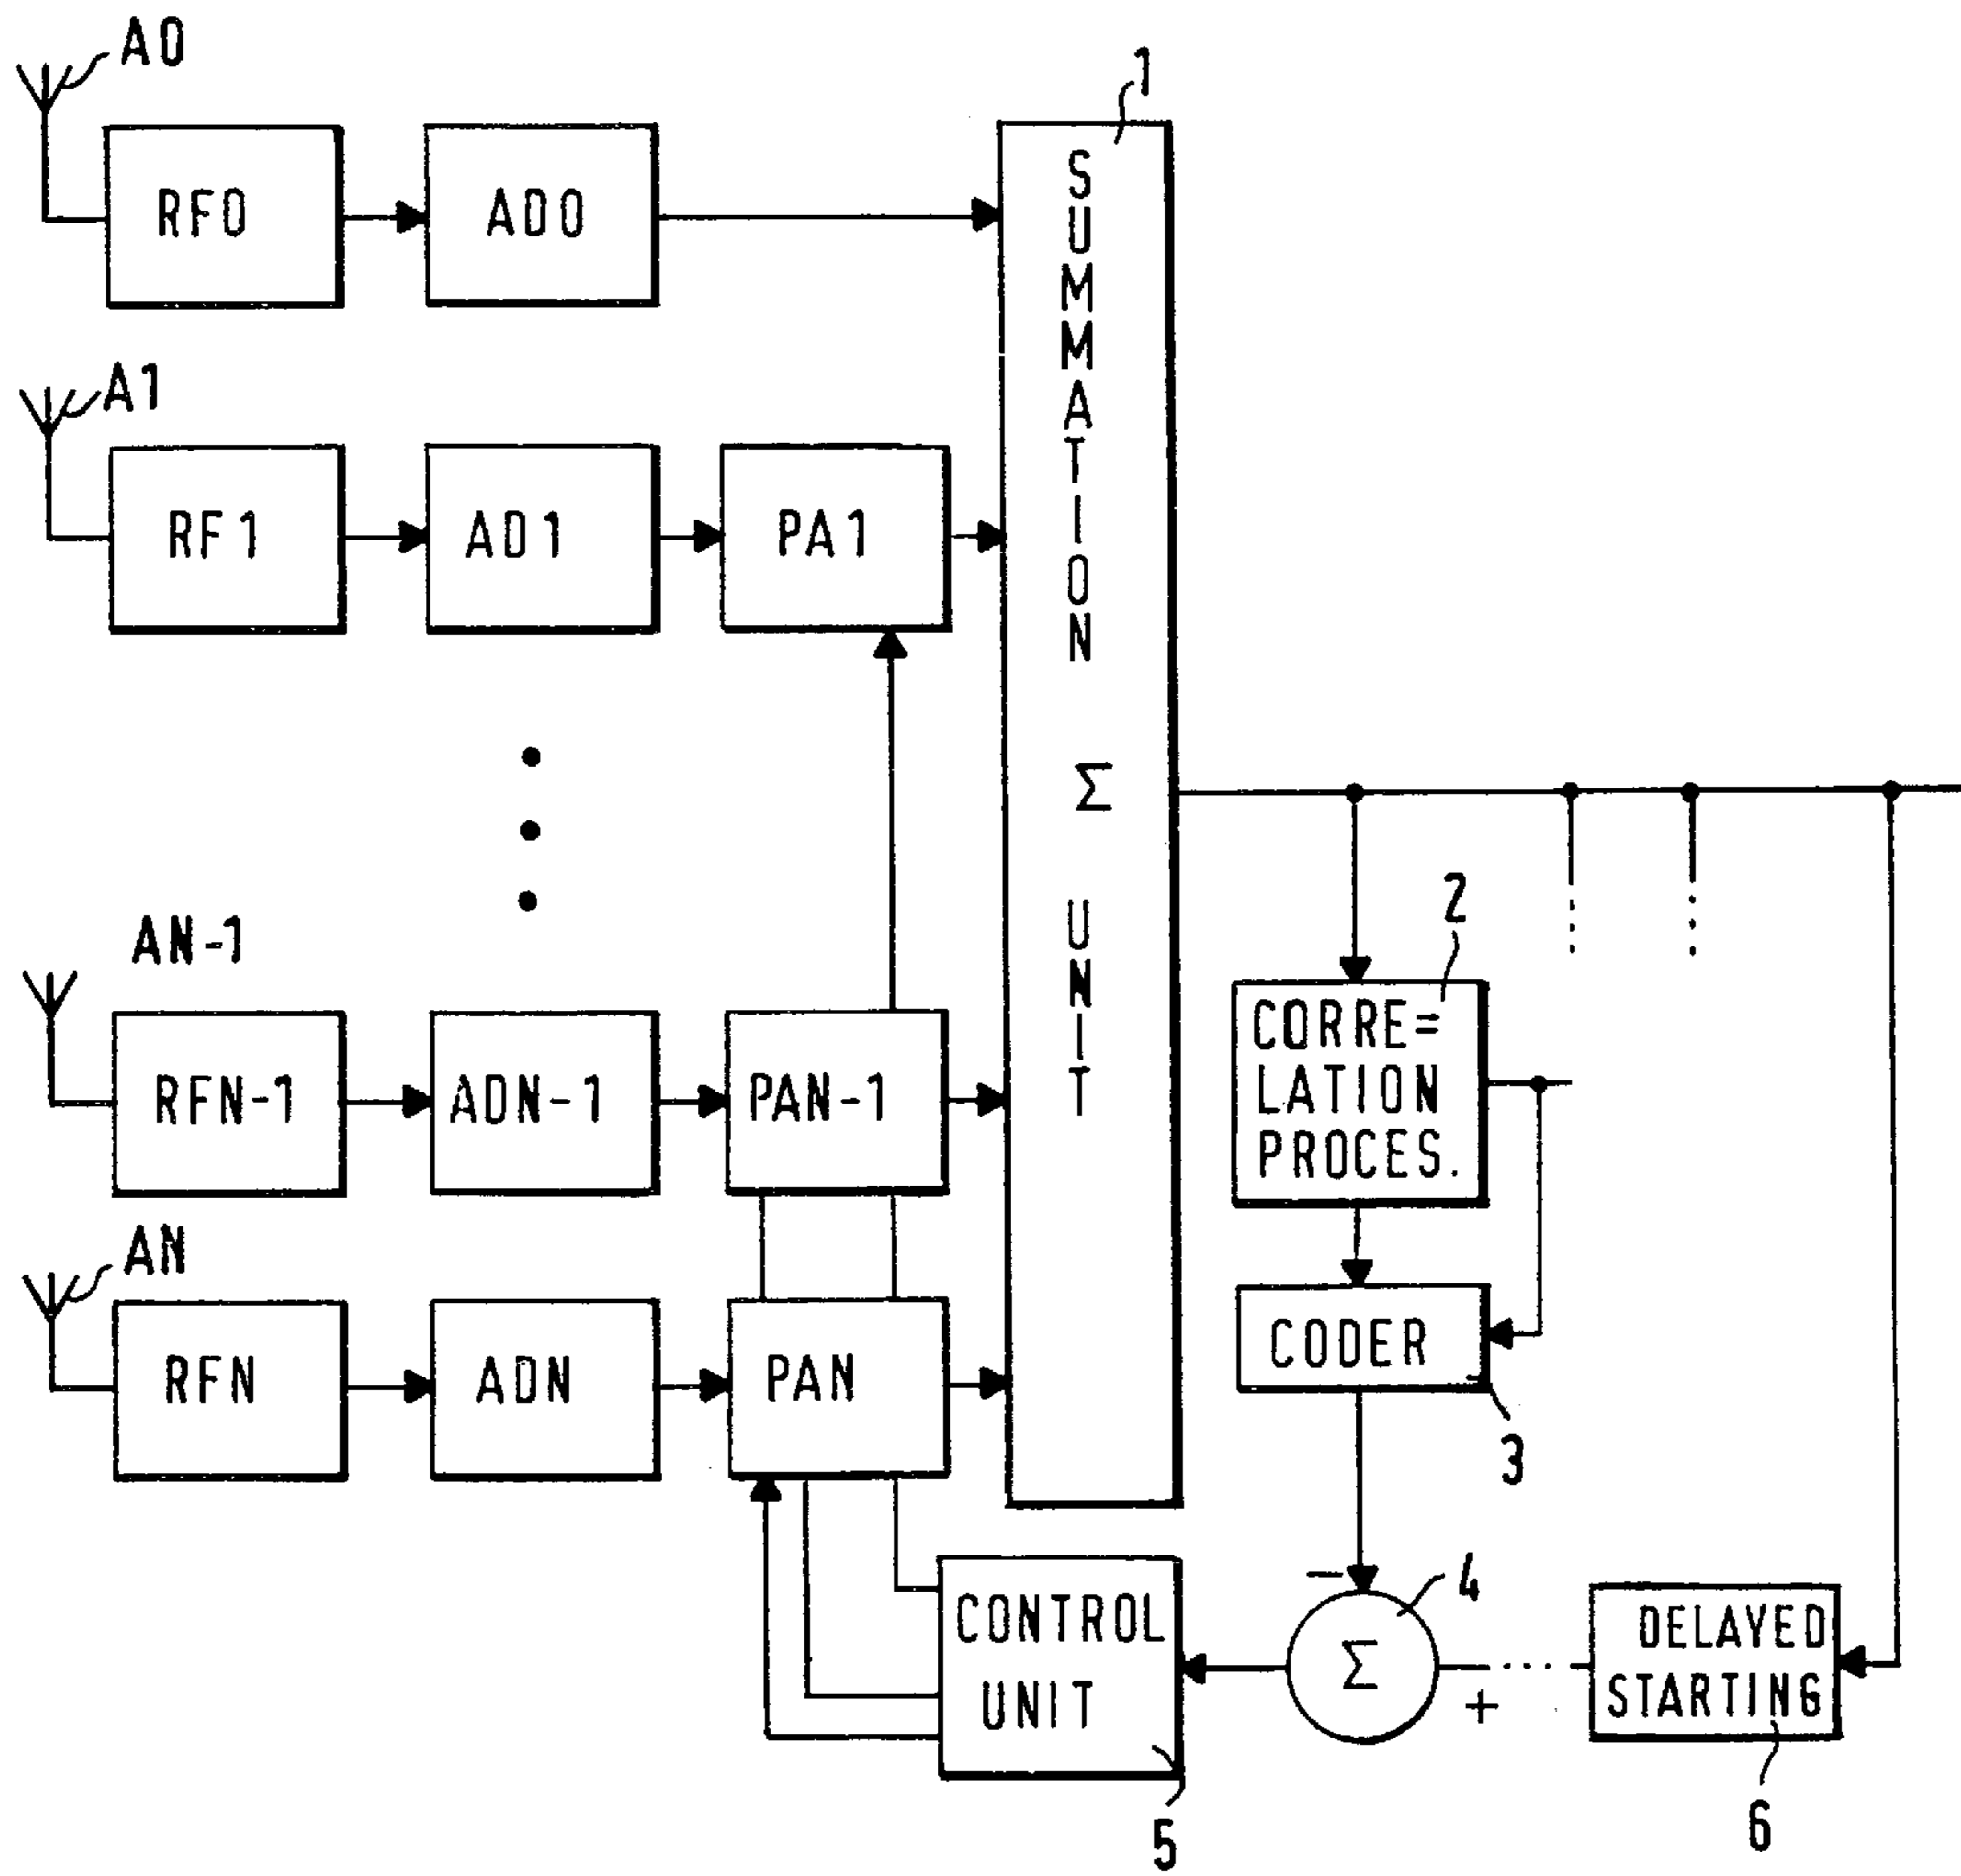 A0
1
RF0
AD0
SUMMATION Σ UNIT
A1
RF1
AD1
PA1
AN-1
2
RFN-1
ADN-1
PAN-1
CORRE=
LATION
PROCES.
AN
RFN
ADN
PAN
CODER
3
−
4
CONTROL
UNIT
Σ
+
DELAYED
STARTING
5
6